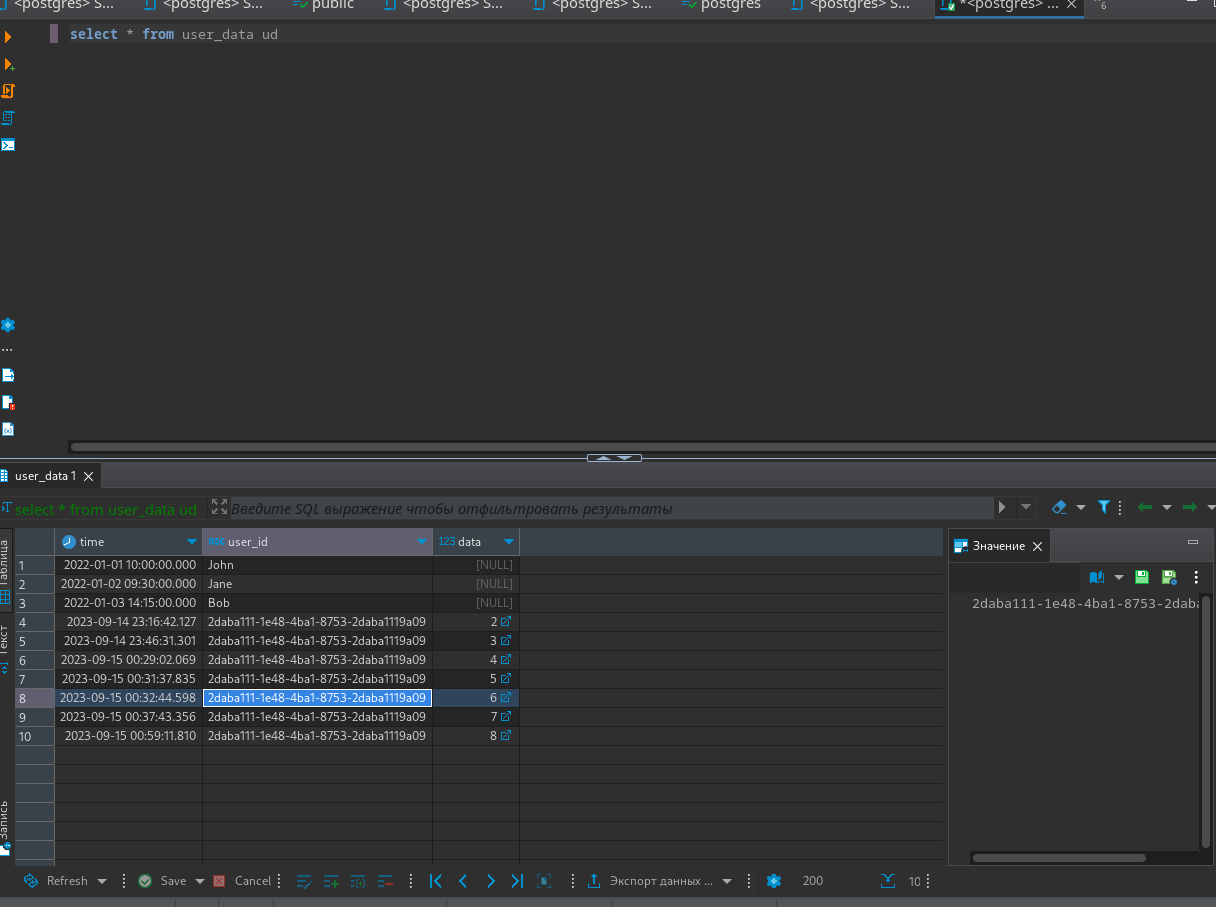 <postgres> S... <postgres> S... public <postgres> S... <postgres> S... postgres <postgres> S... *<postgres> ... 6
select * from user_data ud
user_data 1
select * from user_data ud Введите SQL выражение чтобы отфильтровать результаты
Таблица
Текст
Запись
time ABC user_id 123 data
1 2022-01-01 10:00:00.000 John [NULL]
2 2022-01-02 09:30:00.000 Jane [NULL]
3 2022-01-03 14:15:00.000 Bob [NULL]
4 2023-09-14 23:16:42.127 2daba111-1e48-4ba1-8753-2daba1119a09 2
5 2023-09-14 23:46:31.301 2daba111-1e48-4ba1-8753-2daba1119a09 3
6 2023-09-15 00:29:02.069 2daba111-1e48-4ba1-8753-2daba1119a09 4
7 2023-09-15 00:31:37.835 2daba111-1e48-4ba1-8753-2daba1119a09 5
8 2023-09-15 00:32:44.598 2daba111-1e48-4ba1-8753-2daba1119a09 6
9 2023-09-15 00:37:43.356 2daba111-1e48-4ba1-8753-2daba1119a09 7
10 2023-09-15 00:59:11.810 2daba111-1e48-4ba1-8753-2daba1119a09 8
Значение
2daba111-1e48-4ba1-8753-2daba
Refresh Save Cancel Экспорт данных ... 200 10